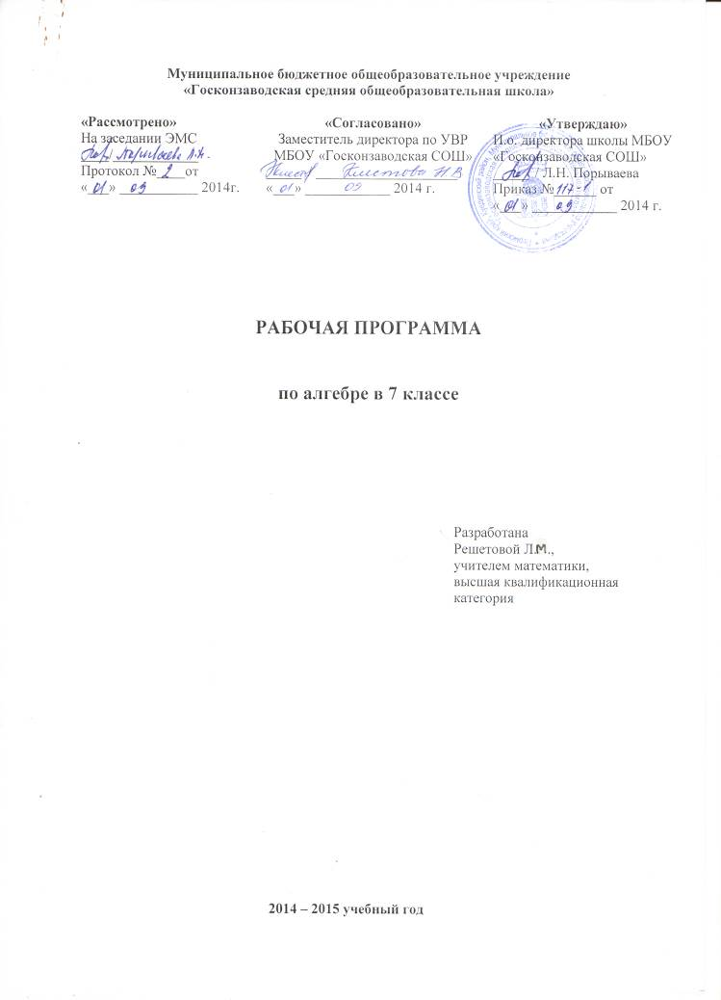 Муниципальное бюджетное общеобразовательное учреждение
«Госконзаводская средняя общеобразовательная школа»
«Рассмотрено»
На заседании ЭМС
Порываева Л.Н.
Протокол № 2 от
« 01 » 09 2014г.
«Согласовано»
Заместитель директора по УВР
МБОУ «Госконзаводская СОШ»
Хлистова Н В
« 01 » 09 2014 г.
«Утверждаю»
И.о. директора школы МБОУ
«Госконзаводская СОШ»
/ Л.Н. Порываева
Приказ № 117-1 от
« 01 » 09 2014 г.
РАБОЧАЯ ПРОГРАММА
по алгебре в 7 классе
Разработана
Решетовой Л.М.,
учителем математики,
высшая квалификационная
категория
2014 – 2015 учебный год